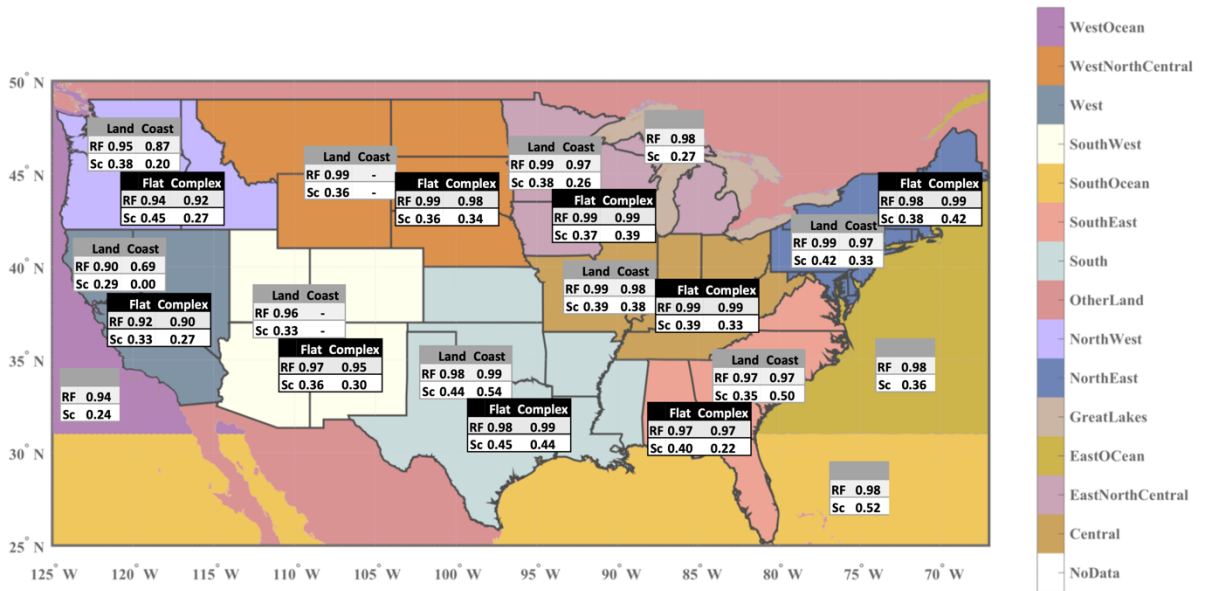 WestOcean
WestNorthCentral
West
SouthWest
SouthOcean
SouthEast
South
OtherLand
NorthWest
NorthEast
GreatLakes
EastOCean
EastNorthCentral
Central
NoData
50° N
45° N
40° N
35° N
30° N
25° N
125° W
120° W
115° W
110° W
105° W
100° W
95° W
90° W
85° W
80° W
75° W
70° W
Land Coast
RF 0.95 0.87
Sc 0.38 0.20
Flat Complex
RF 0.94 0.92
Sc 0.45 0.27
Land Coast
RF 0.99 -
Sc 0.36 -
Flat Complex
RF 0.99 0.98
Sc 0.36 0.34
Land Coast
RF 0.99 0.97
Sc 0.38 0.26
Flat Complex
RF 0.99 0.99
Sc 0.37 0.39
RF 0.98
Sc 0.27
Land Coast
RF 0.99 0.97
Sc 0.42 0.33
Flat Complex
RF 0.98 0.99
Sc 0.38 0.42
Land Coast
RF 0.90 0.69
Sc 0.29 0.00
Flat Complex
RF 0.92 0.90
Sc 0.33 0.27
Land Coast
RF 0.96 -
Sc 0.33 -
Flat Complex
RF 0.97 0.95
Sc 0.36 0.30
Land Coast
RF 0.99 0.98
Sc 0.39 0.38
Flat Complex
RF 0.99 0.99
Sc 0.39 0.33
Land Coast
RF 0.98 0.99
Sc 0.44 0.54
Flat Complex
RF 0.98 0.99
Sc 0.45 0.44
Land Coast
RF 0.97 0.97
Sc 0.35 0.50
Flat Complex
RF 0.97 0.97
Sc 0.40 0.22
RF 0.98
Sc 0.36
RF 0.94
Sc 0.24
RF 0.98
Sc 0.52